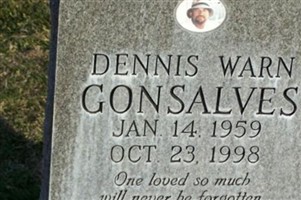 DENNIS WARN
GONSALVES
JAN. 14. 1959
OCT. 23, 1998
One loved so much
will never be forgotten